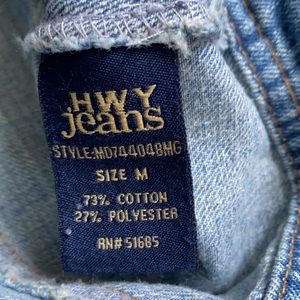 HWY
jeans
STYLE:MD744048MG
SIZE M
73% COTTON
27% POLYESTER
RN# 51685